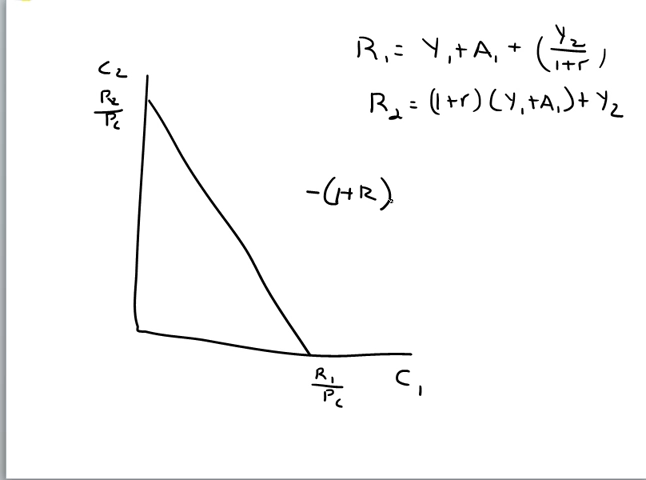 R₁ = Y₁ + A₁ + (Y₂/1+r)
R₂ = (1+r)(Y₁+A₁) + Y₂
C₂
R₂/P_c
-(1+R)
R₁/P_c
C₁